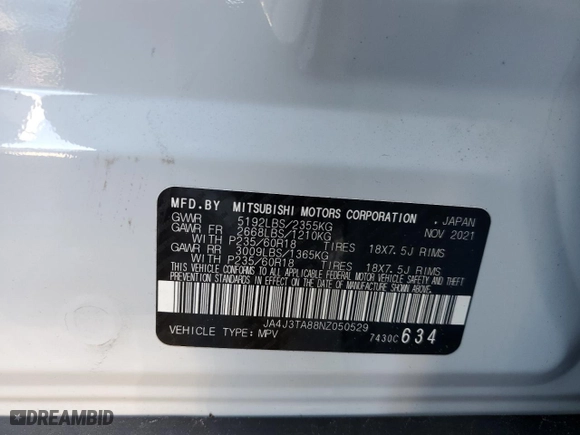 MFD.BY MITSUBISHI MOTORS CORPORATION , JAPAN
GVWR 5192LBS/2355KG NOV 2021
GAWR FR 2668LBS/1210KG
WITH P235/60R18 TIRES 18X7.5J RIMS
GAWR RR 3009LBS/1365KG
WITH P235/60R18 TIRES 18X7.5J RIMS
THIS VEHICLE CONFORMS TO ALL APPLICABLE
FEDERAL MOTOR VEHICLE SAFETY AND THEFT
PREVENTION STANDARDS IN EFFECT ON THE
DATE OF MANUFACTURE SHOWN ABOVE.
JA4J3TA88NZ050529
VEHICLE TYPE: MPV 7430C 634
DREAMBID